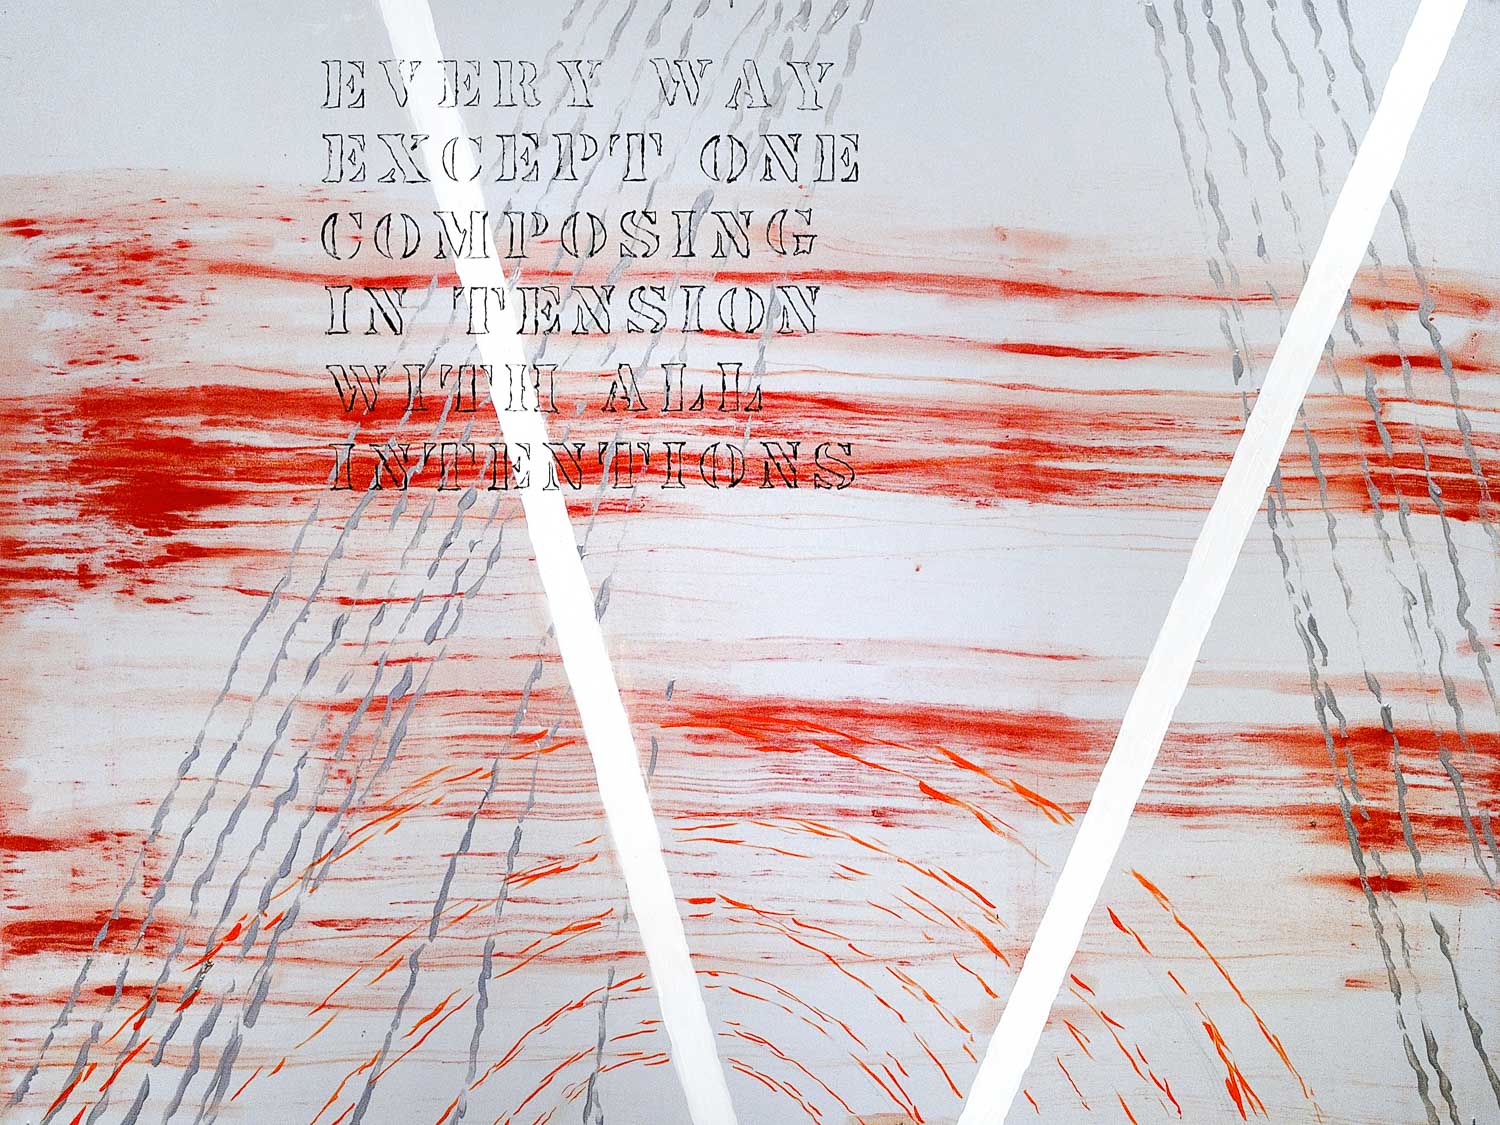 EVERY WAY
EXCEPT ONE
COMPOSING
IN TENSION
WITH ALL
INTENTIONS